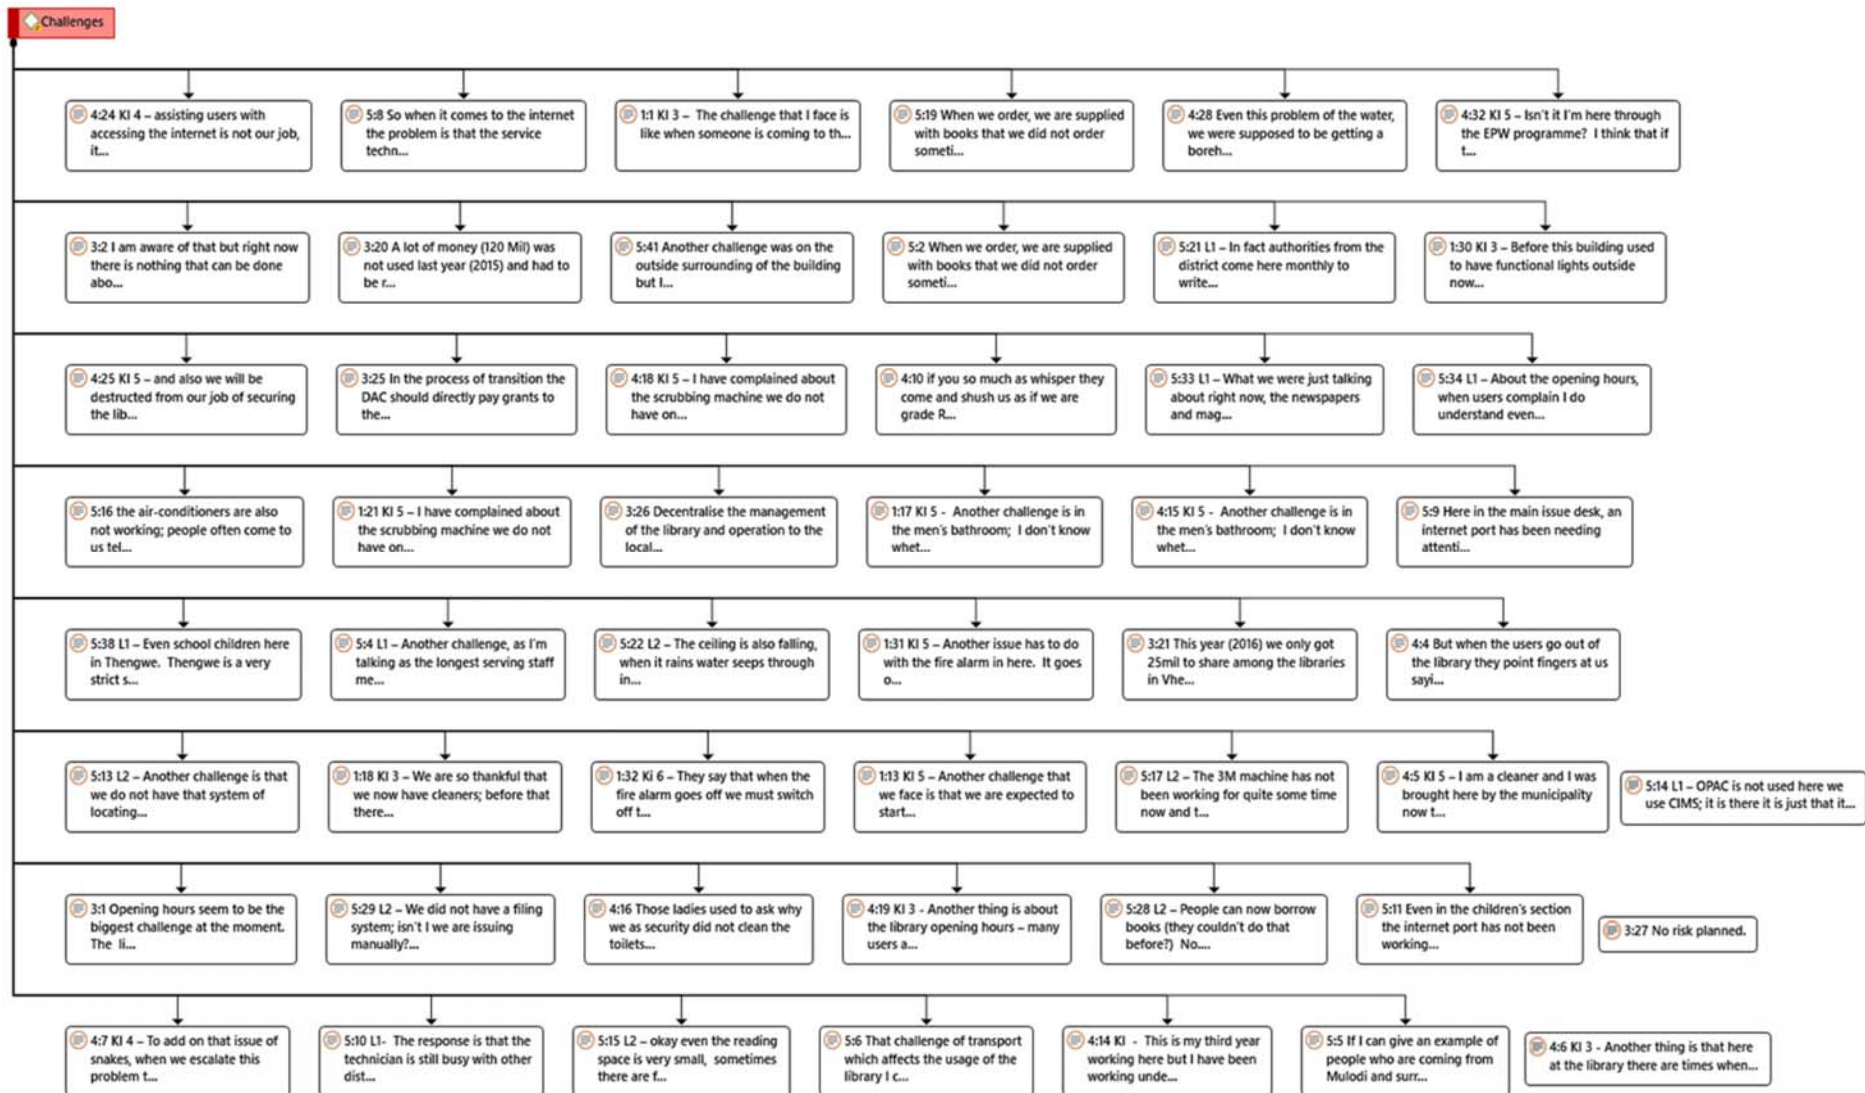 Challenges
4:24 KI 4 – assisting users with
accessing the internet is not our job,
it...
5:8 So when it comes to the internet
the problem is that the service
techn...
1:1 KI 3 – The challenge that I face is
like when someone is coming to th...
5:19 When we order, we are supplied
with books that we did not order
someti...
4:28 Even this problem of the water,
we were supposed to be getting a
boreh...
4:32 KI 5 – Isn't it I'm here through
the EPW programme? I think that if
t...
3:2 I am aware of that but right now
there is nothing that can be done
abo...
3:20 A lot of money (120 Mil) was
not used last year (2015) and had to
be r...
5:41 Another challenge was on the
outside surrounding of the building
but I...
5:2 When we order, we are supplied
with books that we did not order
someti...
5:21 L1 – In fact authorities from the
district come here monthly to
write...
1:30 KI 3 – Before this building used
to have functional lights outside
now...
4:25 KI 5 – and also we will be
destructed from our job of securing
the lib...
3:25 In the process of transition the
DAC should directly pay grants to
the...
4:18 KI 5 – I have complained about
the scrubbing machine we do not
have on...
4:10 if you so much as whisper they
come and shush us as if we are
grade R...
5:33 L1 – What we were just talking
about right now, the newspapers
and mag...
5:34 L1 – About the opening hours,
when users complain I do
understand even...
5:16 the air-conditioners are also
not working; people often come to
us tel...
1:21 KI 5 – I have complained about
the scrubbing machine we do not
have on...
3:26 Decentralise the management
of the library and operation to the
local...
1:17 KI 5 - Another challenge is in
the men's bathroom; I don't know
whet...
4:15 KI 5 - Another challenge is in
the men's bathroom; I don't know
whet...
5:9 Here in the main issue desk, an
internet port has been needing
attenti...
5:38 L1 – Even school children here
in Thengwe. Thengwe is a very
strict s...
5:4 L1 – Another challenge, as I'm
talking as the longest serving staff
me...
5:22 L2 – The ceiling is also falling,
when it rains water seeps through
in...
1:31 KI 5 – Another issue has to do
with the fire alarm in here. It goes
o...
3:21 This year (2016) we only got
25mil to share among the libraries
in Vhe...
4:4 But when the users go out of
the library they point fingers at us
sayi...
5:13 L2 – Another challenge is that
we do not have that system of
locating...
1:18 KI 3 – We are so thankful that
we now have cleaners; before that
there...
1:32 Ki 6 – They say that when the
fire alarm goes off we must switch
off t...
1:13 KI 5 – Another challenge that
we face is that we are expected to
start...
5:17 L2 – The 3M machine has not
been working for quite some time
now and t...
4:5 KI 5 – I am a cleaner and I was
brought here by the municipality
now t...
5:14 L1 – OPAC is not used here we
use CIMS; it is there it is just that it...
3:1 Opening hours seem to be the
biggest challenge at the moment.
The li...
5:29 L2 – We did not have a filing
system; isn't I we are issuing
manually?...
4:16 Those ladies used to ask why
we as security did not clean the
toilets...
4:19 KI 3 - Another thing is about
the library opening hours – many
users a...
5:28 L2 – People can now borrow
books (they couldn't do that
before?) No....
5:11 Even in the children's section
the internet port has not been
working...
3:27 No risk planned.
4:7 KI 4 – To add on that issue of
snakes, when we escalate this
problem t...
5:10 L1- The response is that the
technician is still busy with other
dist...
5:15 L2 – okay even the reading
space is very small, sometimes
there are f...
5:6 That challenge of transport
which affects the usage of the
library I c...
4:14 KI - This is my third year
working here but I have been
working unde...
5:5 If I can give an example of
people who are coming from
Mulodi and surr...
4:6 KI 3 - Another thing is that here
at the library there are times when...